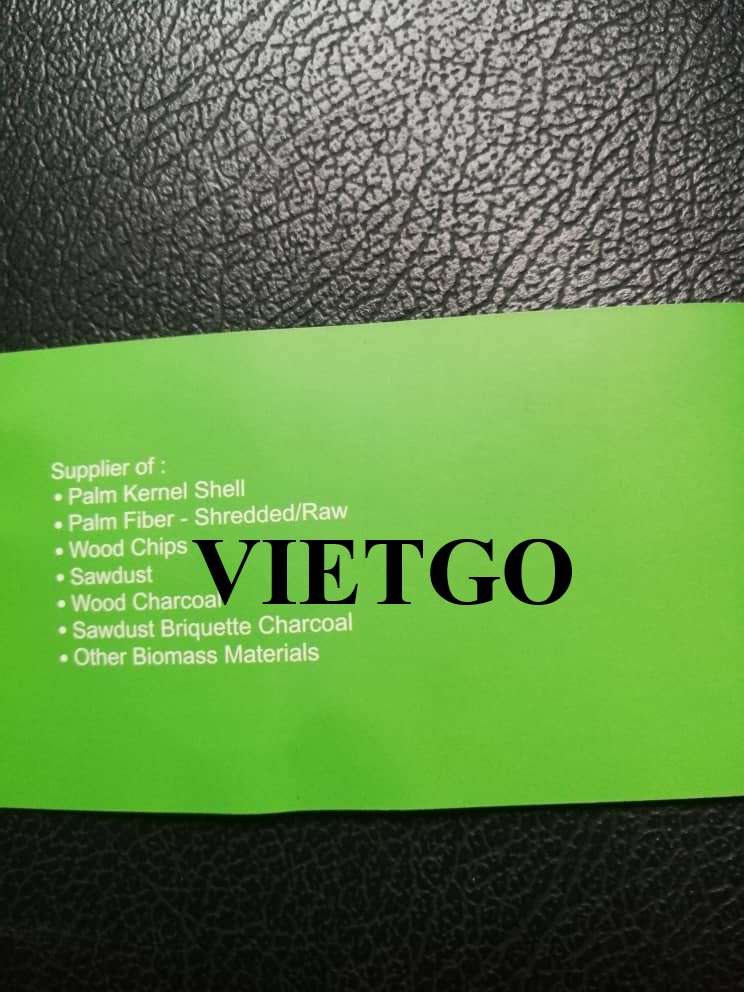 Supplier of :
• Palm Kernel Shell
• Palm Fiber - Shredded/Raw
• Wood Chips
VIETGO
• Sawdust
• Wood Charcoal
• Sawdust Briquette Charcoal
• Other Biomass Materials